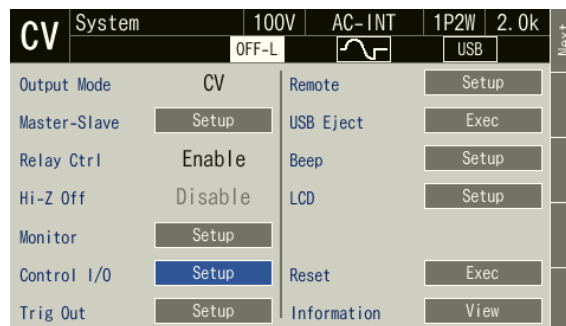 CV System 100V AC-INT 1P2W 2.0k
OFF-L USB Next
Output Mode CV
Master-Slave Setup
Relay Ctrl Enable
Hi-Z Off Disable
Monitor Setup
Control I/O Setup
Trig Out Setup
Remote Setup
USB Eject Exec
Beep Setup
LCD Setup
Reset Exec
Information View